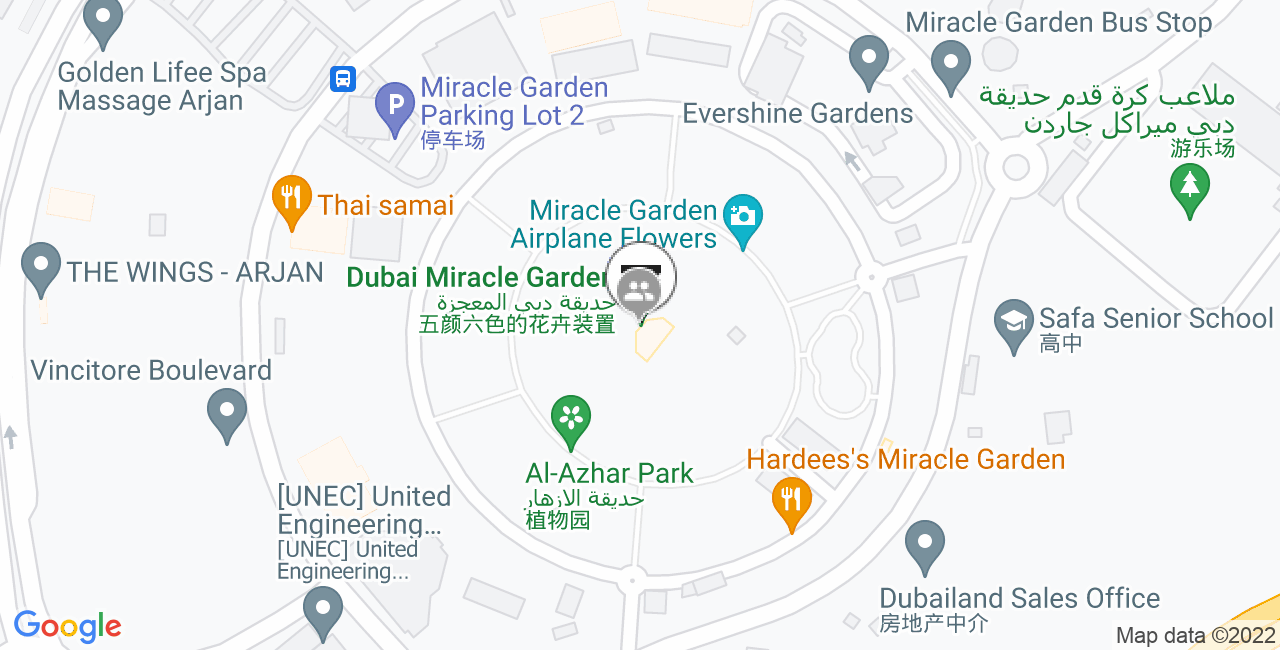 Miracle Garden Bus Stop
Golden Lifee Spa
Massage Arjan
P
Miracle Garden
Parking Lot 2
停车场
Evershine Gardens
ملاعب كرة قدم حديقة
دبي ميراكل جاردن
游乐场
Thai samai
Miracle Garden
Airplane Flowers
THE WINGS - ARJAN
Dubai Miracle Garden
حديقة دبي المعجزة
五颜六色的花卉装置
Safa Senior School
高中
Vincitore Boulevard
Al-Azhar Park
حديقة الازهار
植物园
Hardees's Miracle Garden
[UNEC] United
Engineering...
[UNEC] United
Engineering...
Dubailand Sales Office
房地产中介
Google
Map data ©2022